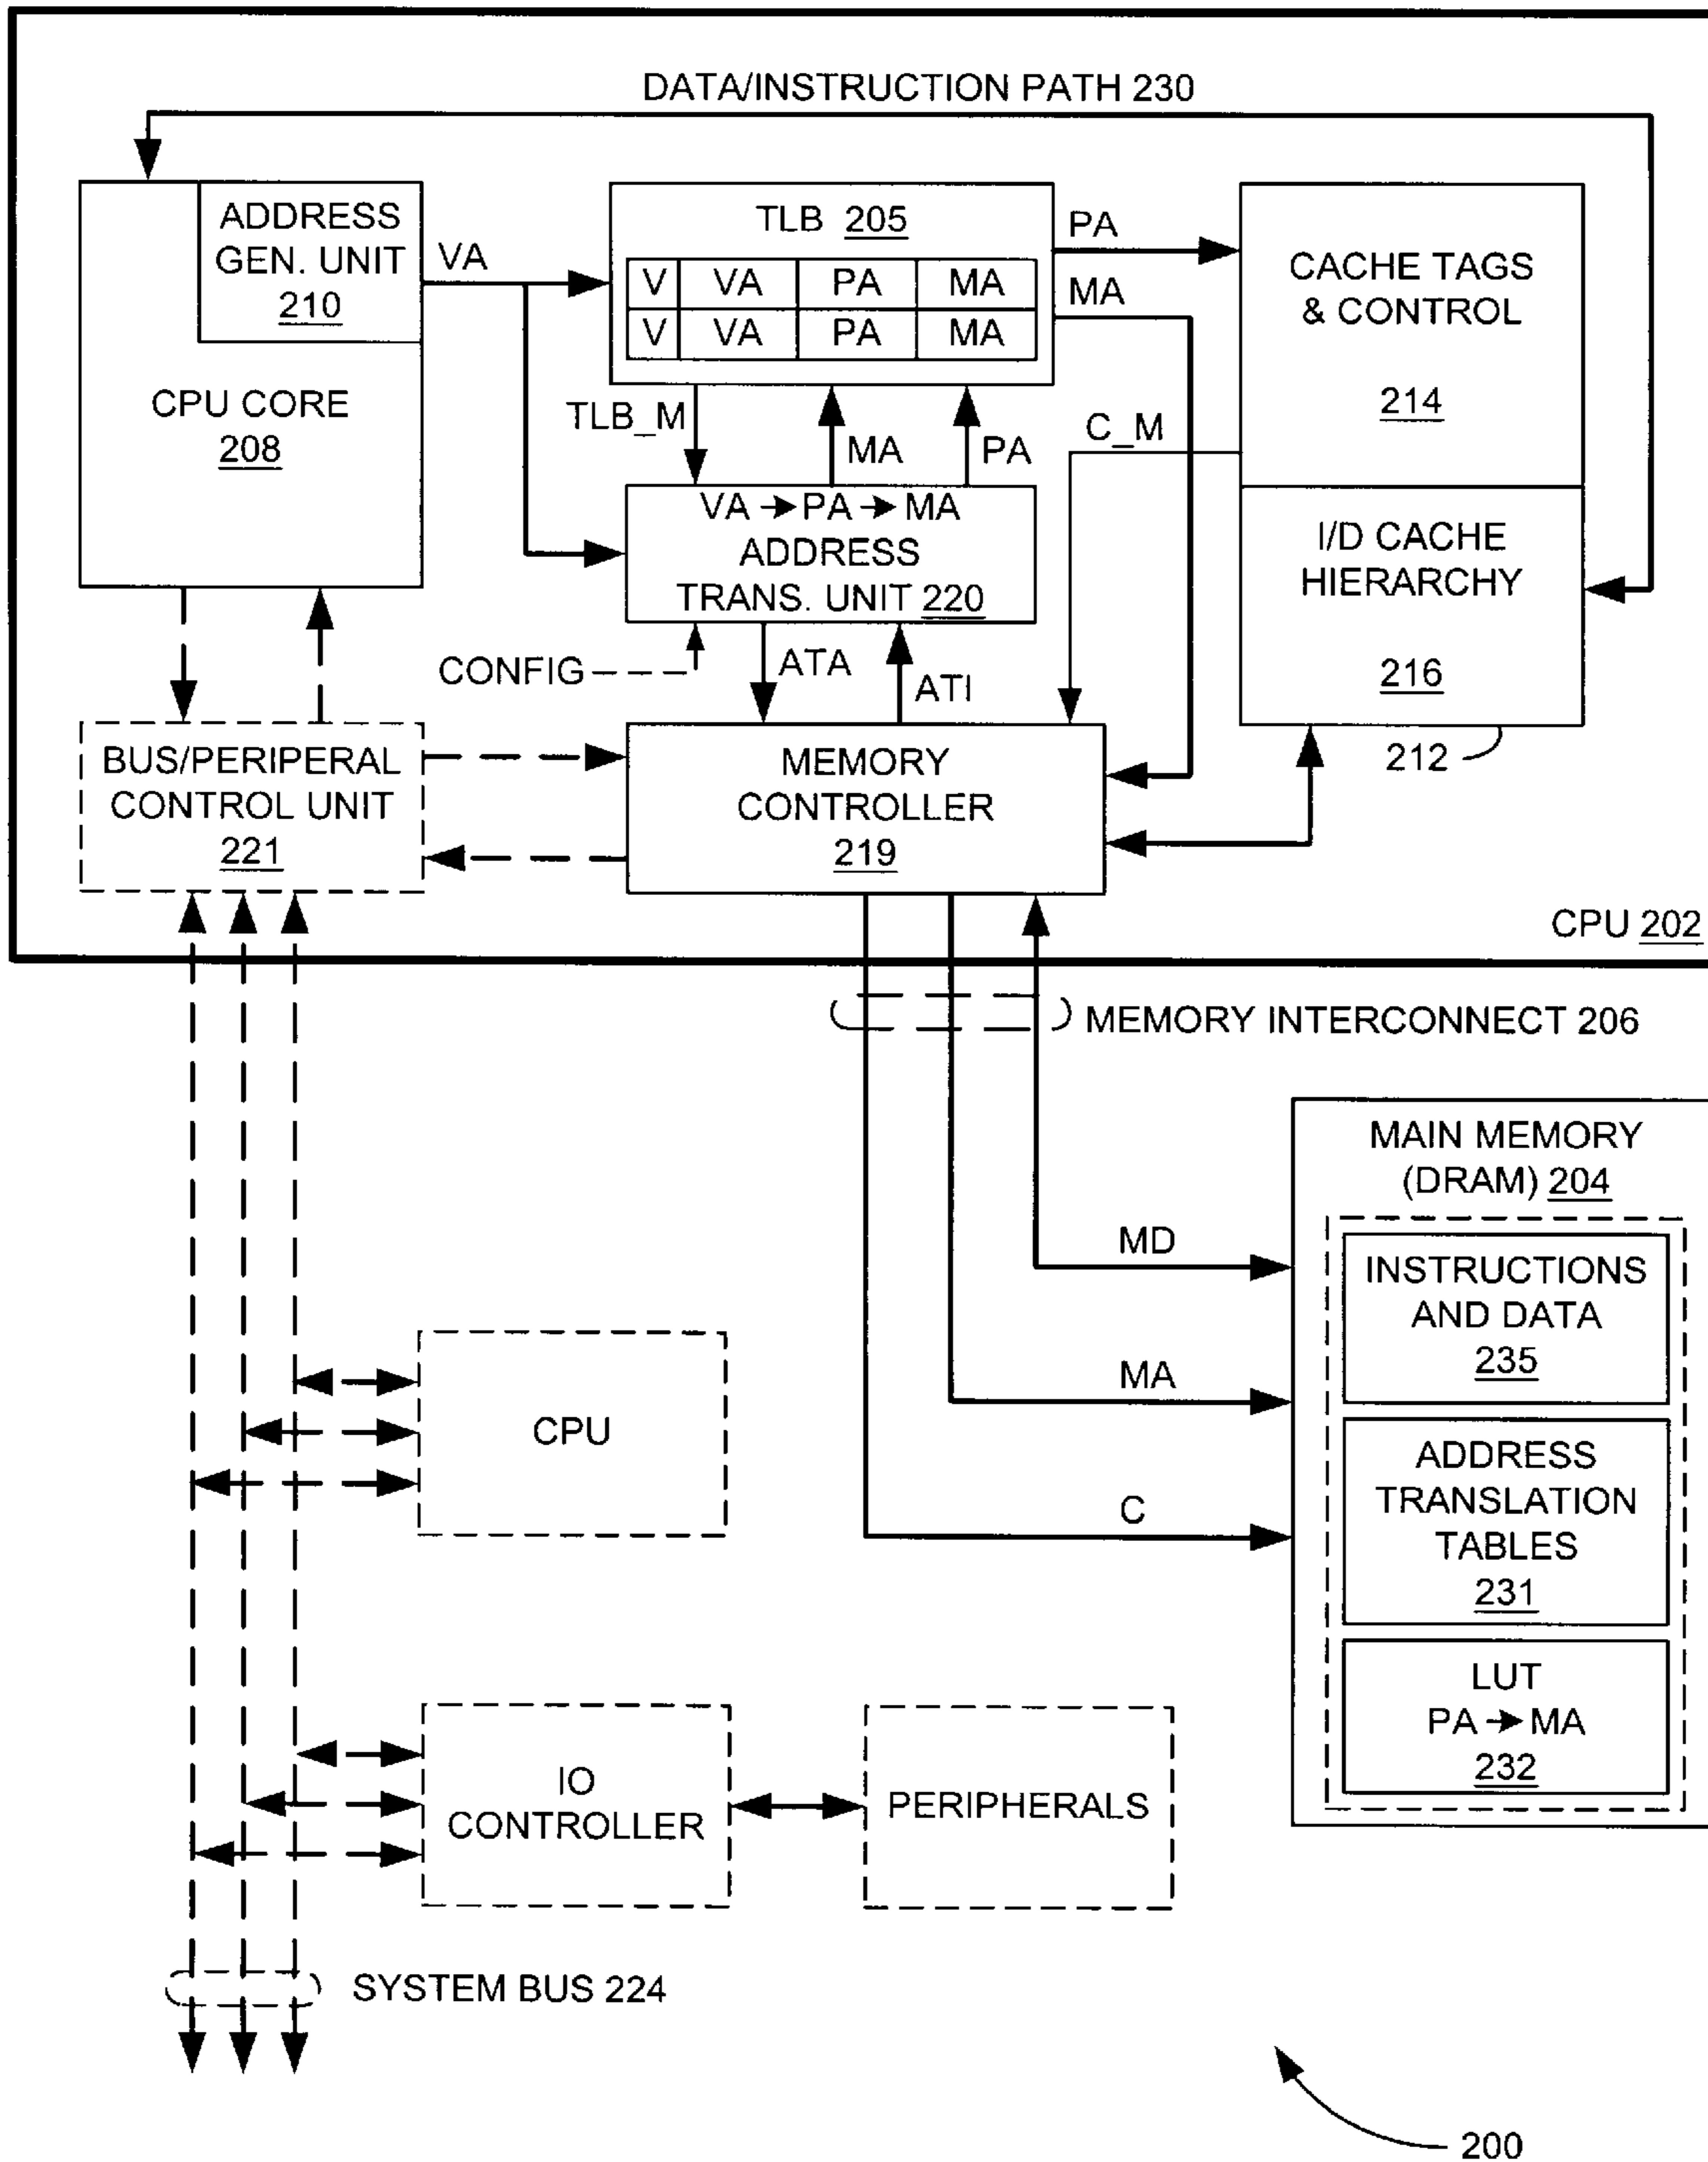 DATA/INSTRUCTION PATH 230
ADDRESS
GEN. UNIT
210
CPU CORE
208
VA
TLB 205
V VA PA MA
V VA PA MA
PA
MA
CACHE TAGS
& CONTROL
214
TLB_M
MA
PA
C_M
VA → PA → MA
ADDRESS
TRANS. UNIT 220
I/D CACHE
HIERARCHY
216
212
CONFIG
ATA
ATI
BUS/PERIPERAL
CONTROL UNIT
221
MEMORY
CONTROLLER
219
CPU 202
MEMORY INTERCONNECT 206
MAIN MEMORY
(DRAM) 204
MD
INSTRUCTIONS
AND DATA
235
MA
CPU
ADDRESS
TRANSLATION
TABLES
231
C
LUT
PA → MA
232
IO
CONTROLLER
PERIPHERALS
SYSTEM BUS 224
200